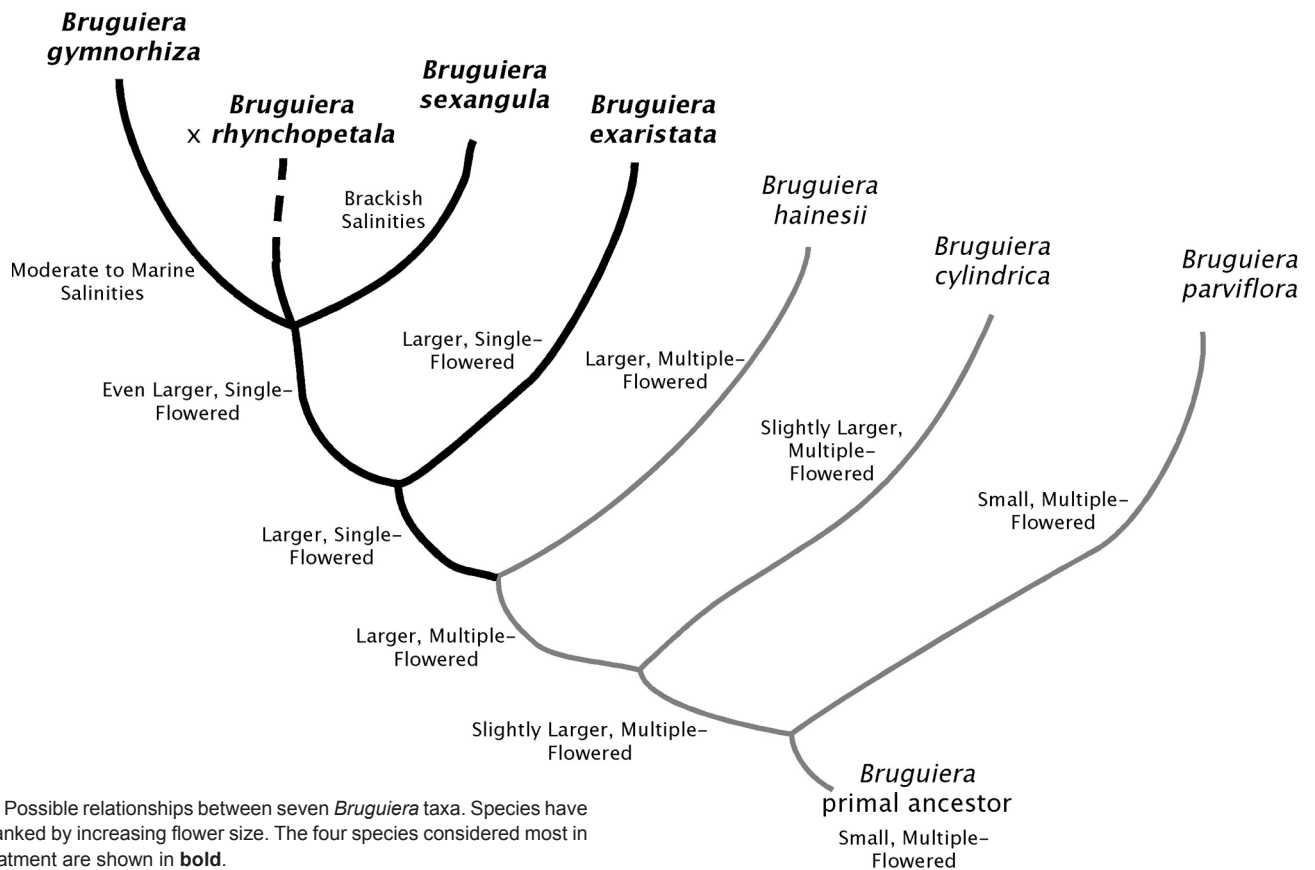 Bruguiera
gymnorhiza
Bruguiera
x rhynchopetala
Bruguiera
sexangula
Bruguiera
exaristata
Bruguiera
hainesii
Bruguiera
cylindrica
Bruguiera
parviflora
Brackish
Salinities
Moderate to Marine
Salinities
Larger, Single-
Flowered
Larger, Multiple-
Flowered
Even Larger, Single-
Flowered
Slightly Larger,
Multiple-
Flowered
Small, Multiple-
Flowered
Larger, Single-
Flowered
Larger, Multiple-
Flowered
Slightly Larger, Multiple-
Flowered
Bruguiera
primal ancestor
Small, Multiple-
Flowered
Possible relationships between seven Bruguiera taxa. Species have
anked by increasing flower size. The four species considered most in
atment are shown in bold.